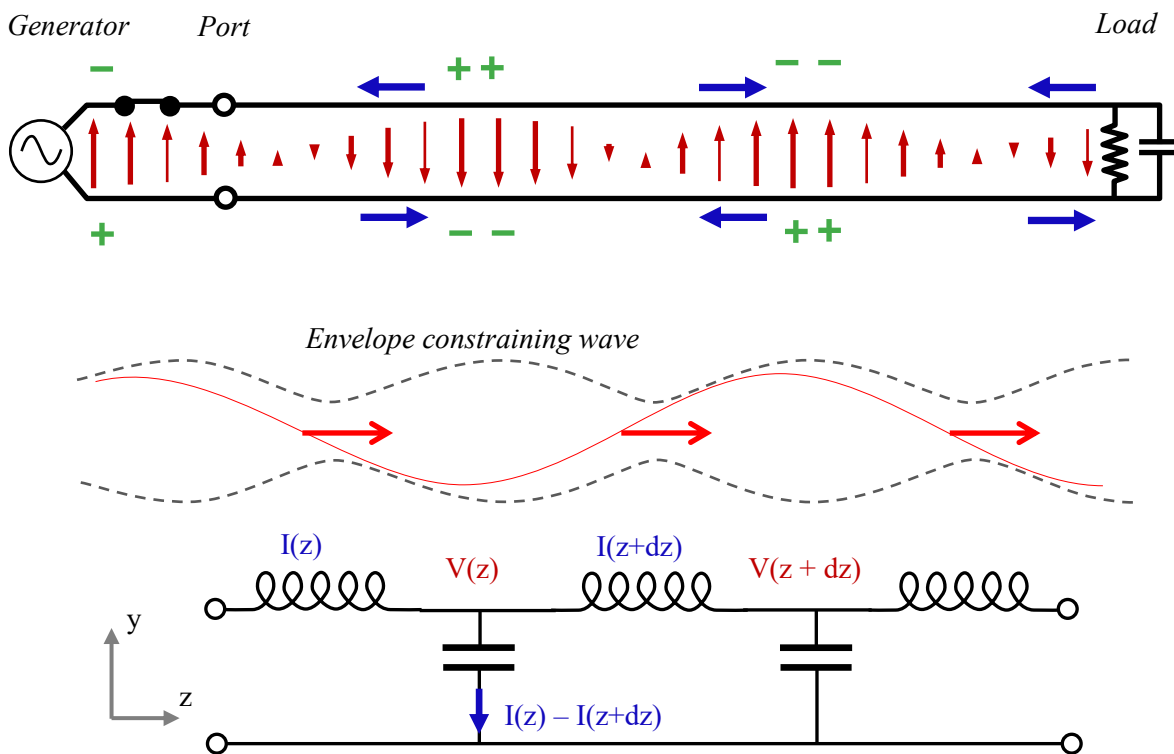 Generator Port Load
− + + − −
+ − − + +
Envelope constraining wave
I(z) I(z+dz)
V(z) V(z + dz)
y
z
I(z) – I(z+dz)